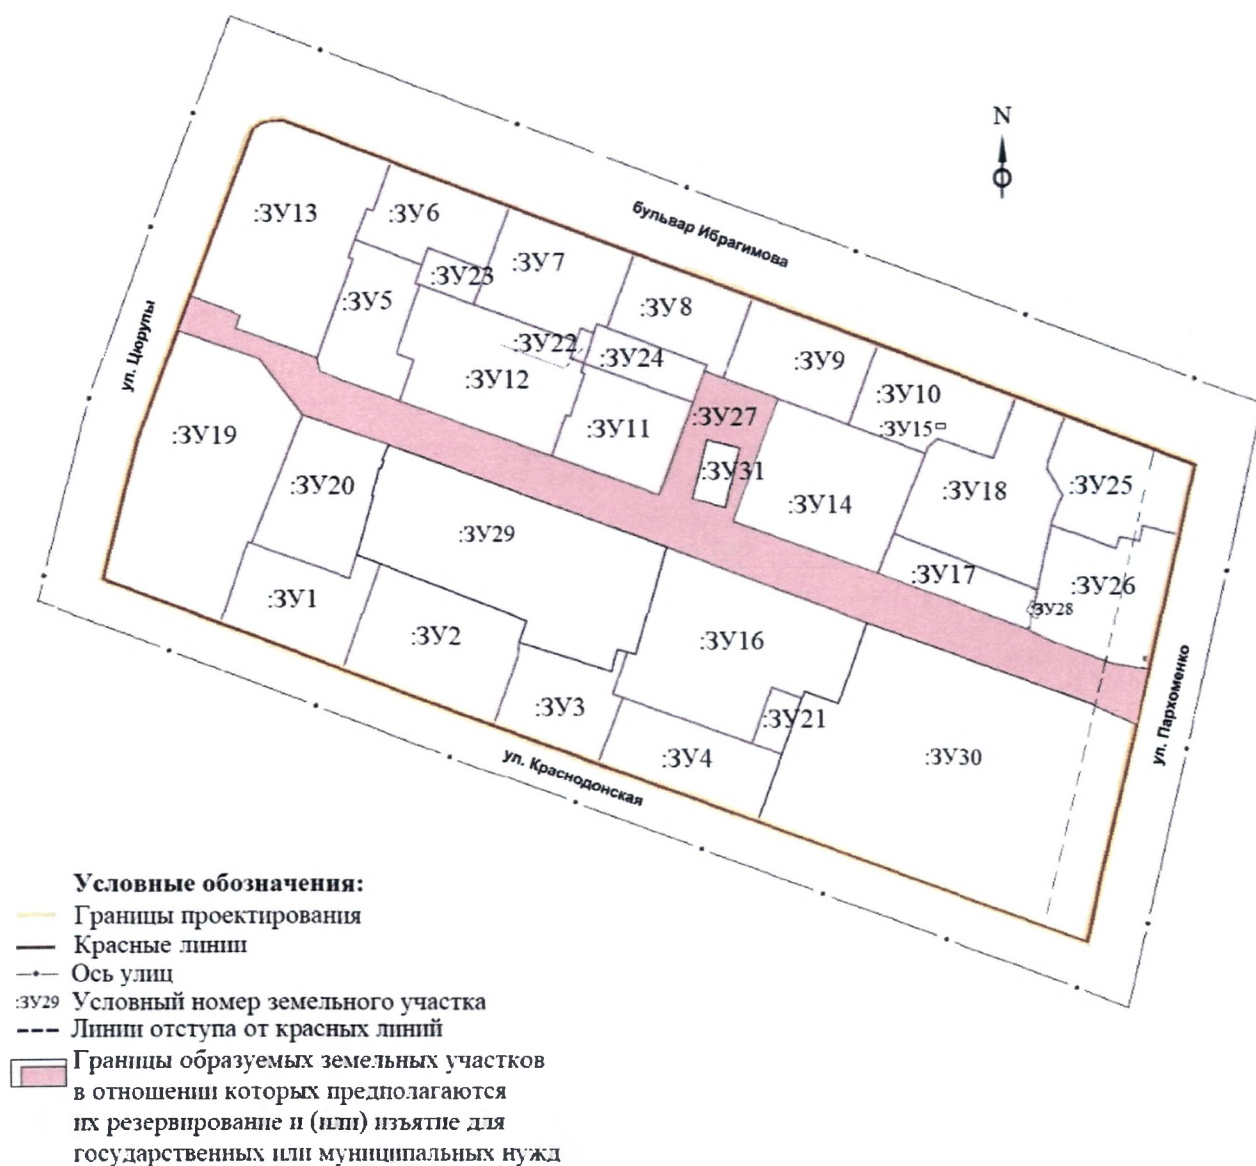 N
бульвар Ибрагимова
:ЗУ13
:ЗУ6
:ЗУ7
:ЗУ23
:ЗУ5
:ЗУ8
ул. Цюрупы
:ЗУ22
:ЗУ24
:ЗУ9
:ЗУ12
:ЗУ10
:ЗУ27
:ЗУ11
:ЗУ15
:ЗУ19
:ЗУ31
:ЗУ20
:ЗУ25
:ЗУ18
:ЗУ14
:ЗУ29
:ЗУ17
:ЗУ26
:ЗУ1
:ЗУ28
:ЗУ2
:ЗУ16
:ЗУ3
:ЗУ21
ул. Пархоменко
:ЗУ4
:ЗУ30
ул. Краснодонская
Условные обозначения:
Границы проектирования
Красные линии
Ось улиц
:ЗУ29 Условный номер земельного участка
Линии отступа от красных линий
Границы образуемых земельных участков
в отношении которых предполагаются
их резервирование и (или) изъятие для
государственных или муниципальных нужд